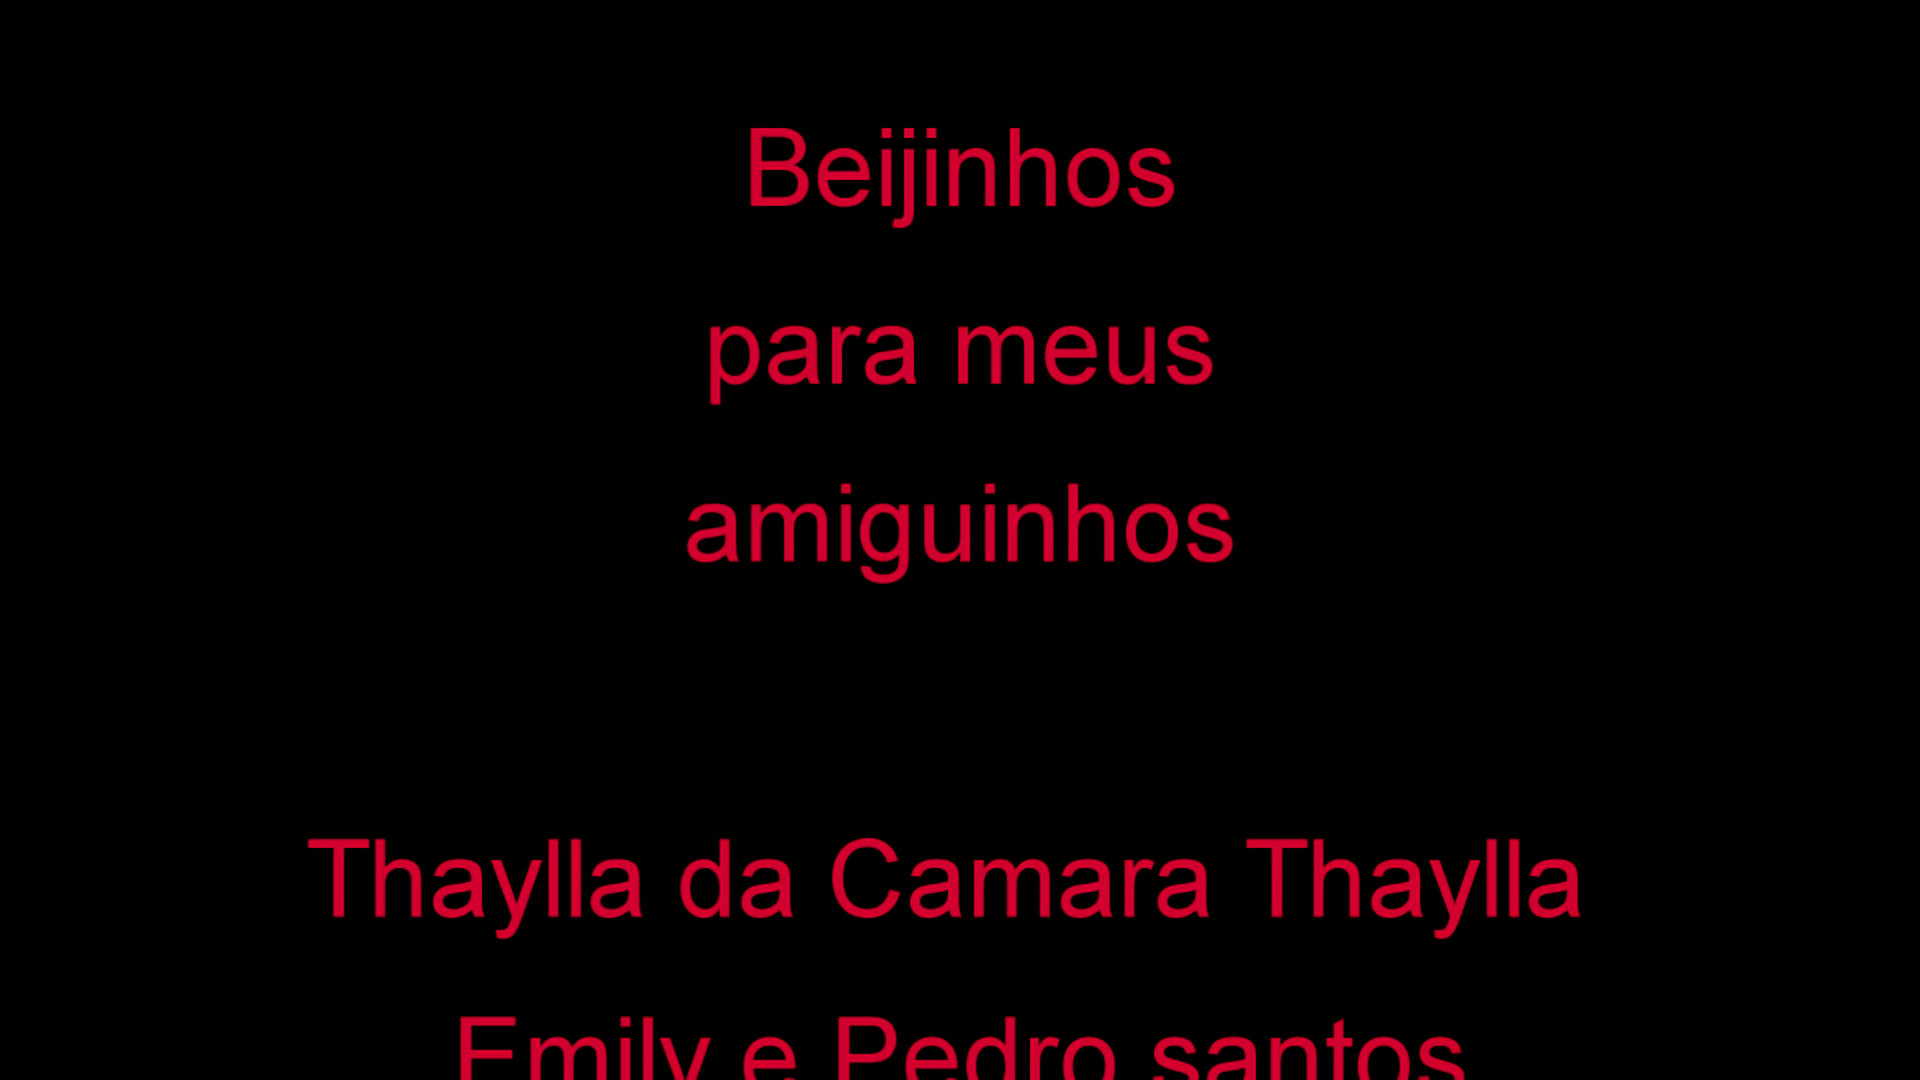 Beijinhos
para meus
amiguinhos
Thaylla da Camara Thaylla
Emily e Pedro santos